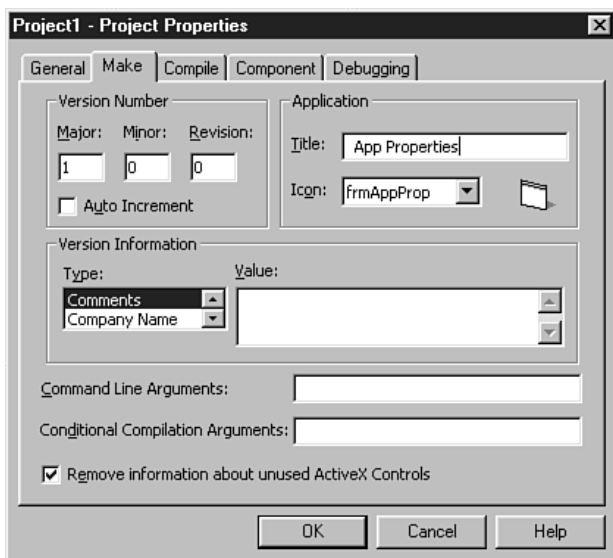 Project1 - Project Properties
General Make Compile Component Debugging
Version Number
Major: Minor: Revision:
1 0 0
Auto Increment
Application
Title: App Properties
Icon: frmAppProp
Version Information
Type: Value:
Comments
Company Name
Command Line Arguments:
Conditional Compilation Arguments:
Remove information about unused ActiveX Controls
OK Cancel Help